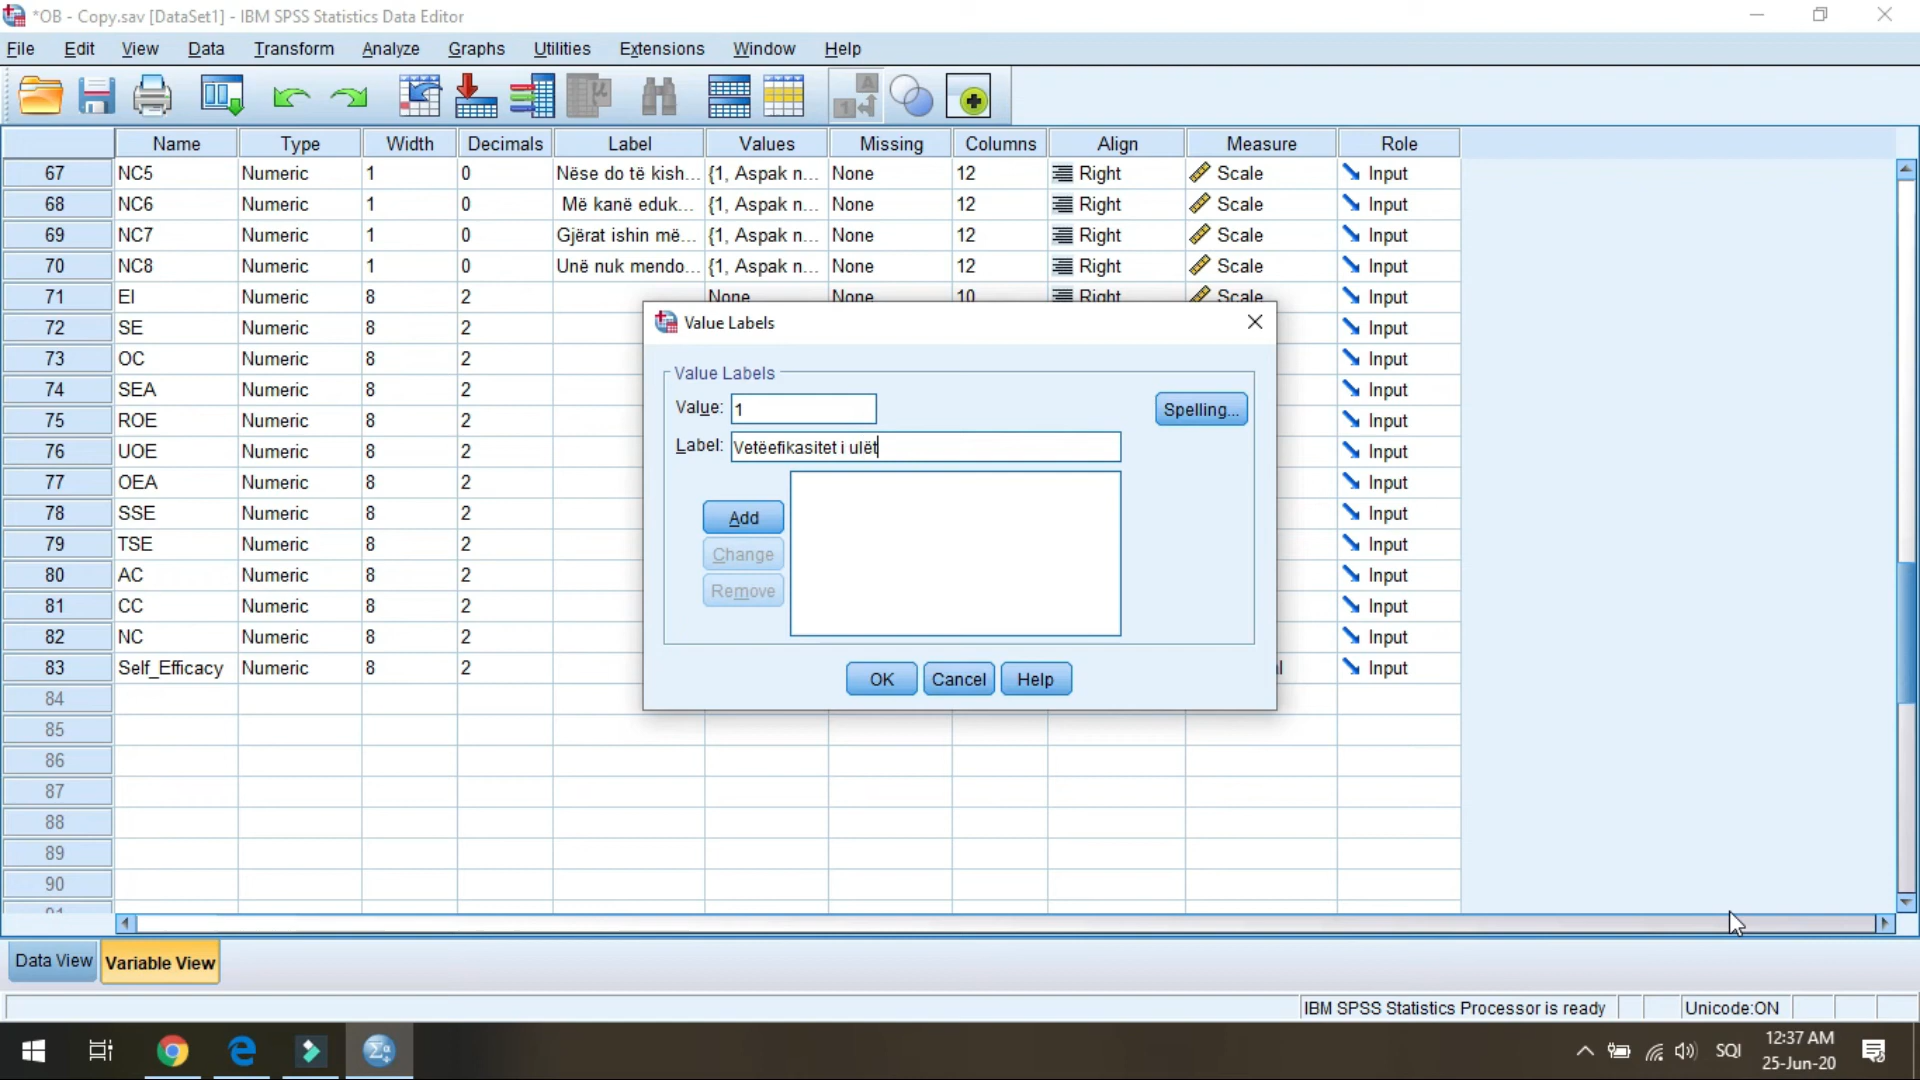 *OB - Copy.sav [DataSet1] - IBM SPSS Statistics Data Editor
File Edit View Data Transform Analyze Graphs Utilities Extensions Window Help
Name Type Width Decimals Label Values Missing Columns Align Measure Role
67 NC5 Numeric 1 0 Nëse do të kish... {1, Aspak n... None 12 Right Scale Input
68 NC6 Numeric 1 0 Më kanë eduk... {1, Aspak n... None 12 Right Scale Input
69 NC7 Numeric 1 0 Gjërat ishin më... {1, Aspak n... None 12 Right Scale Input
70 NC8 Numeric 1 0 Unë nuk mendo... {1, Aspak n... None 12 Right Scale Input
71 EI Numeric 8 2 None None 10 Right Scale Input
72 SE Numeric 8 2 Input
73 OC Numeric 8 2 Input
74 SEA Numeric 8 2 Input
75 ROE Numeric 8 2 Input
76 UOE Numeric 8 2 Input
77 OEA Numeric 8 2 Input
78 SSE Numeric 8 2 Input
79 TSE Numeric 8 2 Input
80 AC Numeric 8 2 Input
81 CC Numeric 8 2 Input
82 NC Numeric 8 2 Input
83 Self_Efficacy Numeric 8 2 Input
84
85
86
87
88
89
90
Value Labels
Value Labels
Value: 1 Spelling...
Label: Vetëefikasitet i ulët
Add
Change
Remove
OK Cancel Help
Data View Variable View
IBM SPSS Statistics Processor is ready Unicode:ON
SQI 12:37 AM
25-Jun-20